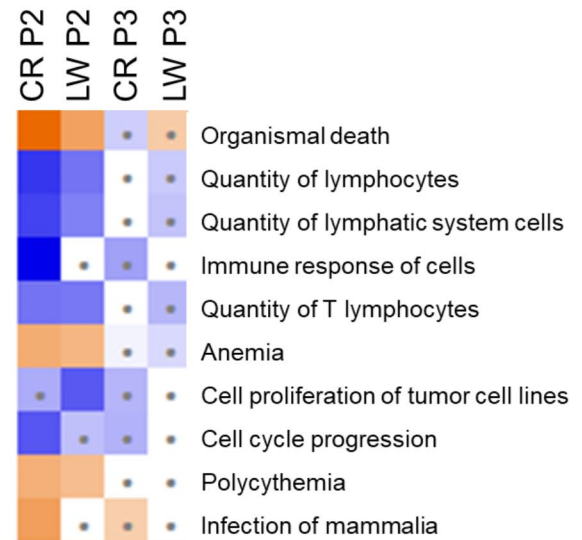 CR P2
LW P2
CR P3
LW P3
Organismal death
Quantity of lymphocytes
Quantity of lymphatic system cells
Immune response of cells
Quantity of T lymphocytes
Anemia
Cell proliferation of tumor cell lines
Cell cycle progression
Polycythemia
Infection of mammalia